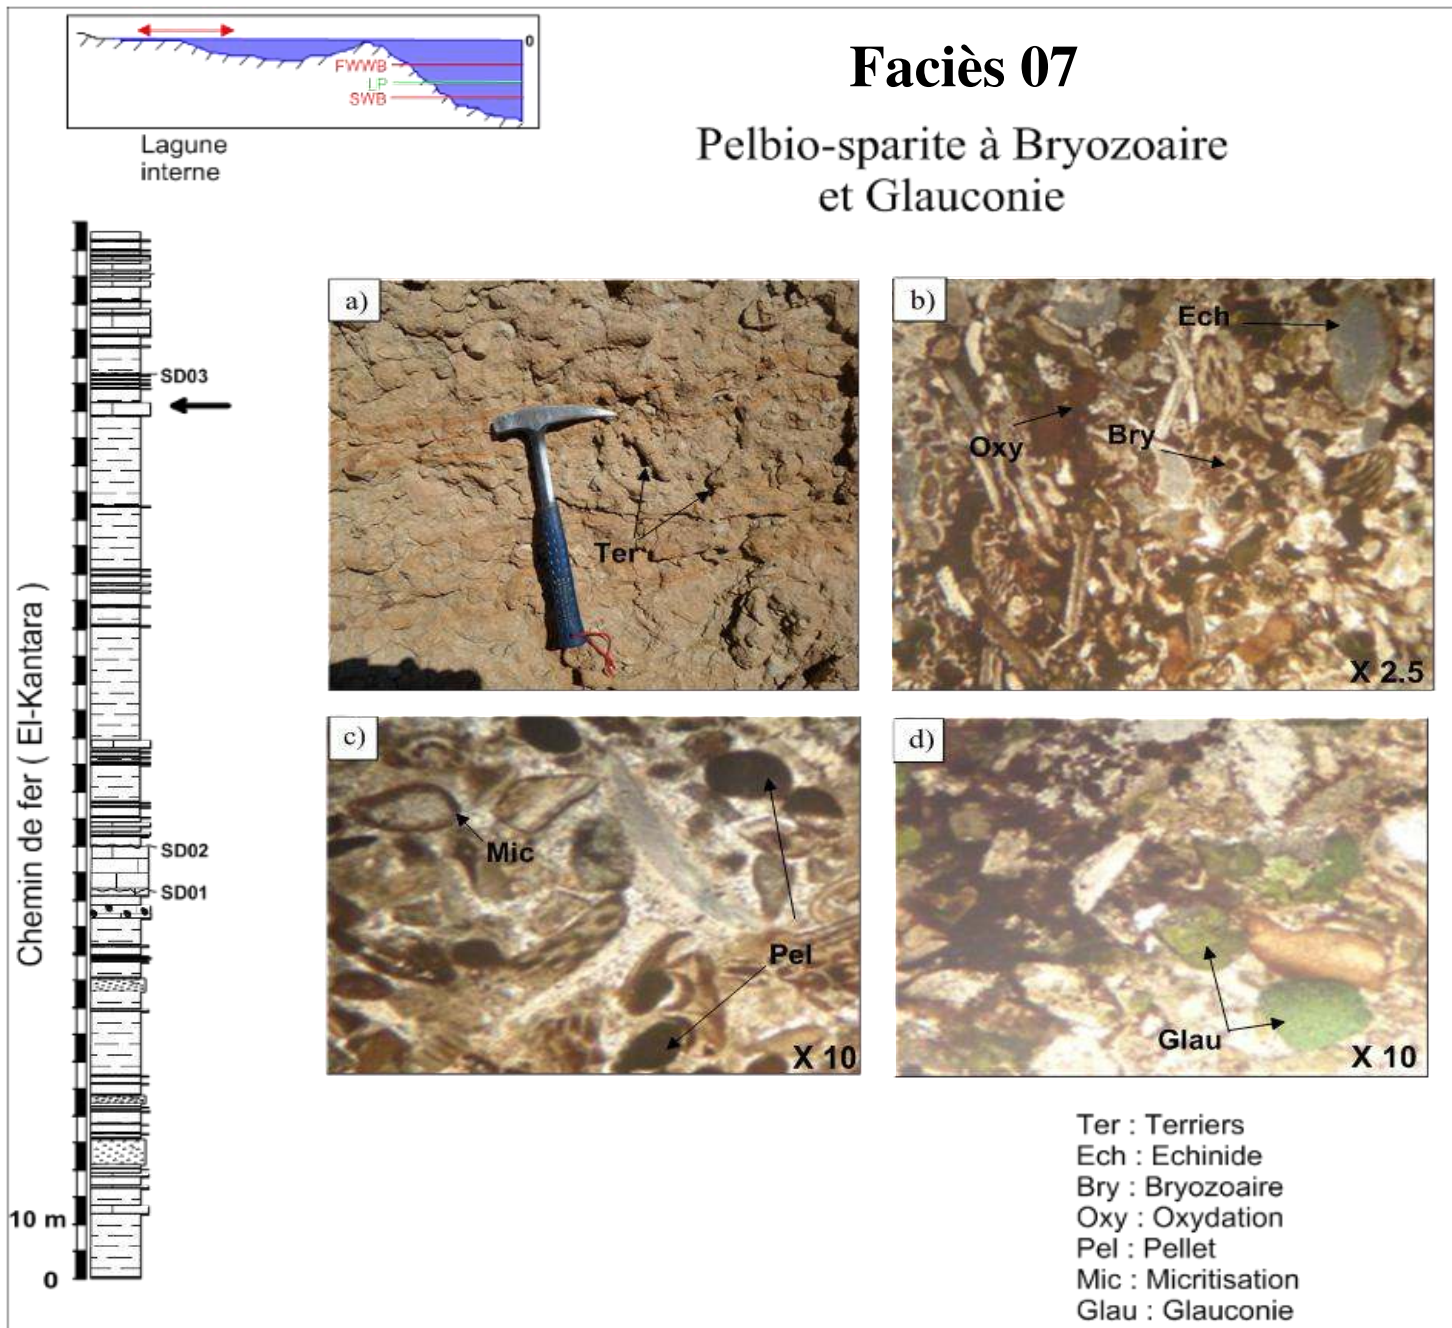 0
FWWB
LP
SWB
Lagune
interne
Faciès 07
Pelbio-sparite à Bryozoaire
et Glauconie
Chemin de fer ( El-Kantara )
SD03
SD02
SD01
10 m
0
a)
Ter
b)
Ech
Oxy
Bry
X 2.5
c)
Mic
Pel
X 10
d)
Glau
X 10
Ter : Terriers
Ech : Echinide
Bry : Bryozoaire
Oxy : Oxydation
Pel : Pellet
Mic : Micritisation
Glau : Glauconie